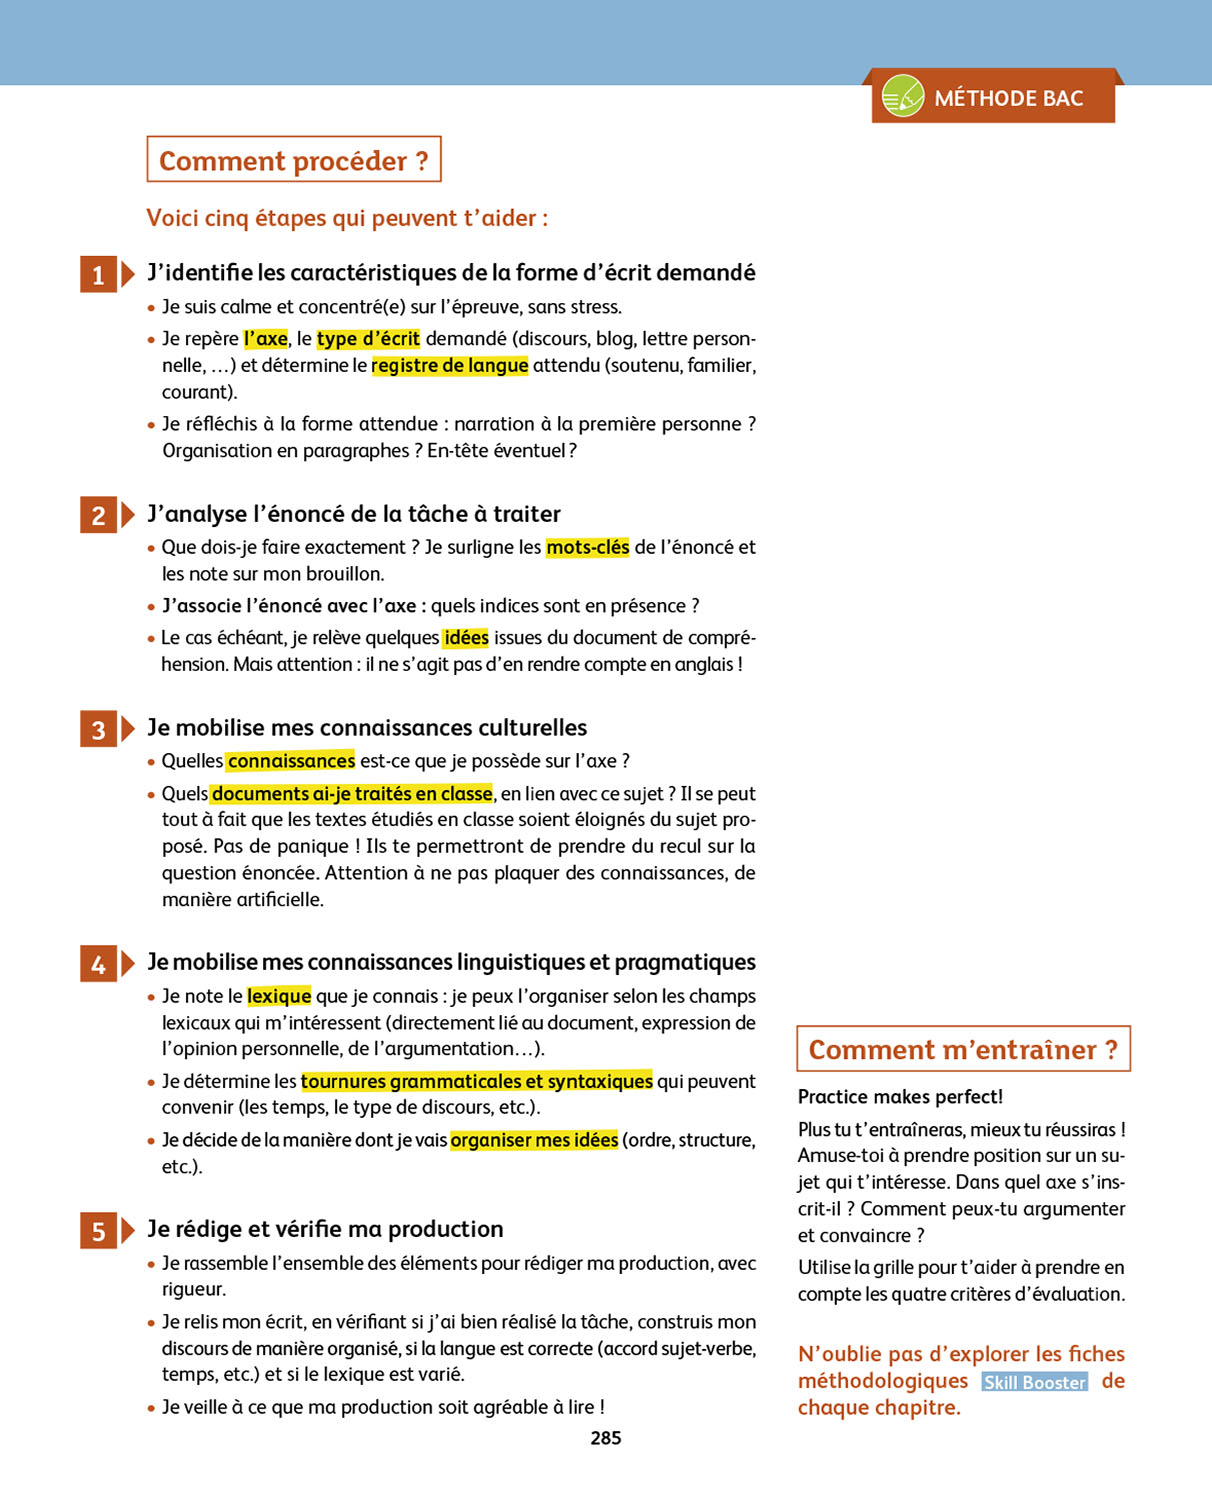 MÉTHODE BAC
Comment procéder ?
Voici cinq étapes qui peuvent t’aider :
1
J’identifie les caractéristiques de la forme d’écrit demandé
• Je suis calme et concentré(e) sur l’épreuve, sans stress.
• Je repère l’axe, le type d’écrit demandé (discours, blog, lettre person-
nelle, …) et détermine le registre de langue attendu (soutenu, familier,
courant).
• Je réfléchis à la forme attendue : narration à la première personne ?
Organisation en paragraphes ? En-tête éventuel ?
2
J’analyse l’énoncé de la tâche à traiter
• Que dois-je faire exactement ? Je surligne les mots-clés de l’énoncé et
les note sur mon brouillon.
• J’associe l’énoncé avec l’axe : quels indices sont en présence ?
• Le cas échéant, je relève quelques idées issues du document de compré-
hension. Mais attention : il ne s’agit pas d’en rendre compte en anglais !
3
Je mobilise mes connaissances culturelles
• Quelles connaissances est-ce que je possède sur l’axe ?
• Quels documents ai-je traités en classe, en lien avec ce sujet ? Il se peut
tout à fait que les textes étudiés en classe soient éloignés du sujet pro-
posé. Pas de panique ! Ils te permettront de prendre du recul sur la
question énoncée. Attention à ne pas plaquer des connaissances, de
manière artificielle.
4
Je mobilise mes connaissances linguistiques et pragmatiques
• Je note le lexique que je connais : je peux l’organiser selon les champs
lexicaux qui m’intéressent (directement lié au document, expression de
l’opinion personnelle, de l’argumentation…).
• Je détermine les tournures grammaticales et syntaxiques qui peuvent
convenir (les temps, le type de discours, etc.).
• Je décide de la manière dont je vais organiser mes idées (ordre, structure,
etc.).
5
Je rédige et vérifie ma production
• Je rassemble l’ensemble des éléments pour rédiger ma production, avec
rigueur.
• Je relis mon écrit, en vérifiant si j’ai bien réalisé la tâche, construis mon
discours de manière organisé, si la langue est correcte (accord sujet-verbe,
temps, etc.) et si le lexique est varié.
• Je veille à ce que ma production soit agréable à lire !
Comment m’entraîner ?
Practice makes perfect!
Plus tu t’entraîneras, mieux tu réussiras !
Amuse-toi à prendre position sur un su-
jet qui t’intéresse. Dans quel axe s’ins-
crit-il ? Comment peux-tu argumenter
et convaincre ?
Utilise la grille pour t’aider à prendre en
compte les quatre critères d’évaluation.
N’oublie pas d’explorer les fiches
méthodologiques Skill Booster de
chaque chapitre.
285